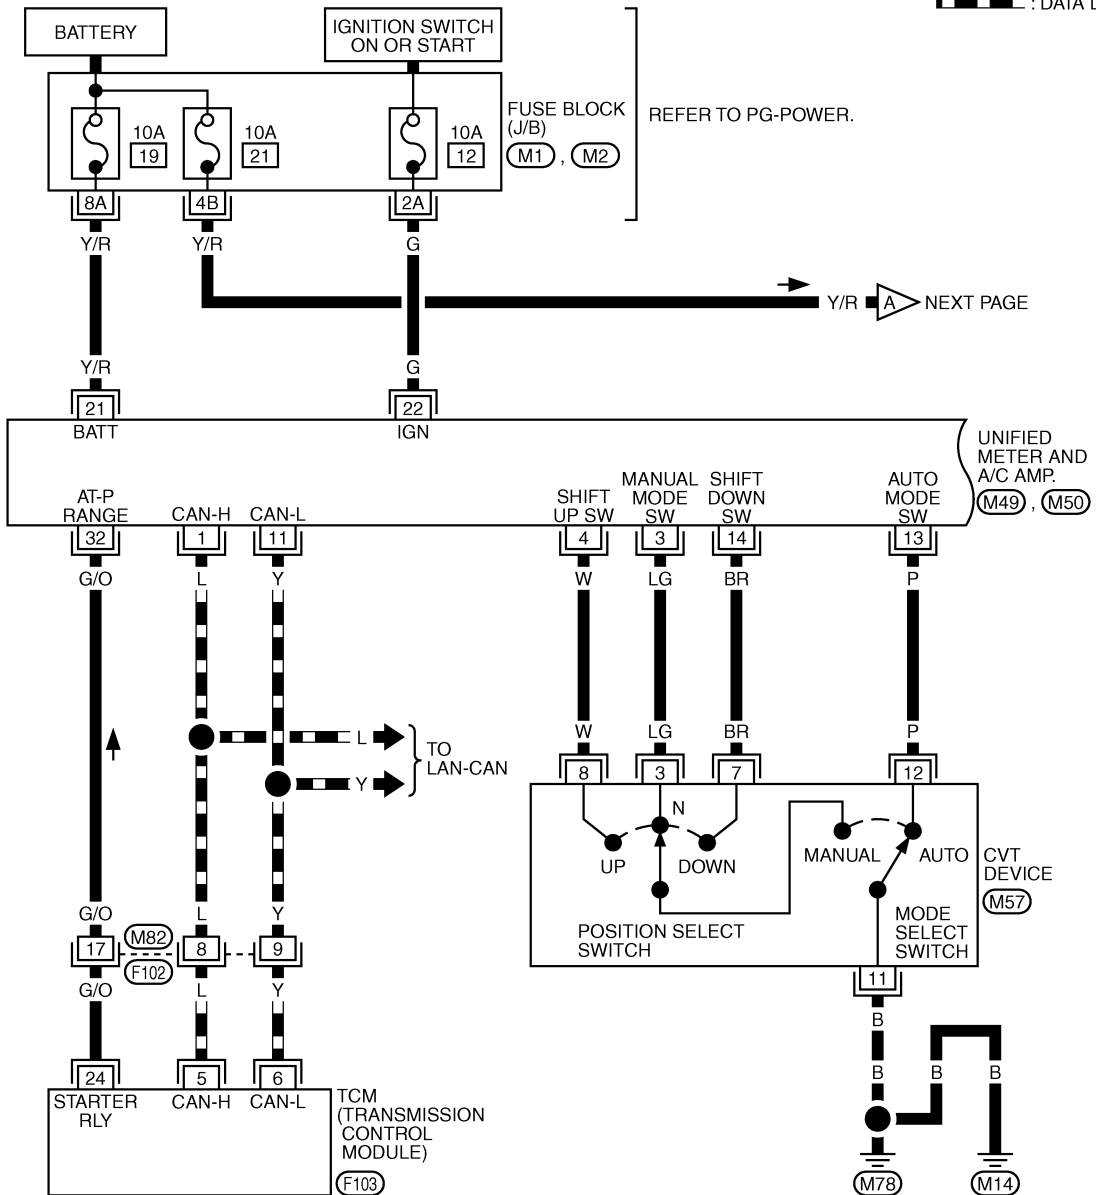 : DATA L
BATTERY
IGNITION SWITCH
ON OR START
10A
19
10A
21
10A
12
FUSE BLOCK
(J/B)
M1 , M2
REFER TO PG-POWER.
8A
4B
2A
Y/R
Y/R
G
Y/R
A
NEXT PAGE
Y/R
G
21
22
BATT
IGN
UNIFIED
METER AND
A/C AMP.
M49 , M50
AT-P
RANGE
CAN-H
CAN-L
SHIFT
UP SW
MANUAL
MODE
SW
SHIFT
DOWN
SW
AUTO
MODE
SW
32
1
11
4
3
14
13
G/O
L
Y
W
LG
BR
P
L
Y
TO
LAN-CAN
W
LG
BR
P
8
3
7
12
N
UP
DOWN
MANUAL
AUTO
CVT
DEVICE
M57
POSITION SELECT
SWITCH
MODE
SELECT
SWITCH
G/O
L
Y
17
M82
F102
8
9
11
G/O
L
Y
B
B
B
B
24
5
6
STARTER
RLY
CAN-H
CAN-L
TCM
(TRANSMISSION
CONTROL
MODULE)
F103
M78
M14